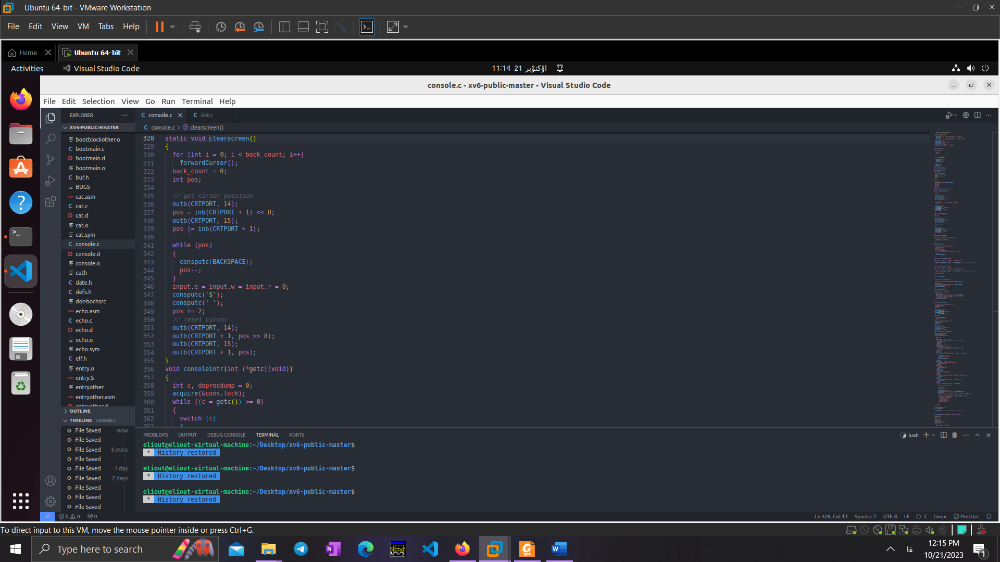 Ubuntu 64-bit - VMware Workstation
File Edit View VM Tabs Help
Home Ubuntu 64-bit
Activities Visual Studio Code 11:14 21 اوْکتوْبر
console.c - xv6-public-master - Visual Studio Code
File Edit Selection View Go Run Terminal Help
EXPLORER
XV6-PUBLIC-MASTER
bootblockother.o
bootmain.c
bootmain.d
bootmain.o
buf.h
BUGS
cat.asm
cat.c
cat.d
cat.o
cat.sym
console.c
console.d
console.o
cuth
date.h
defs.h
dot-bochsrc
echo.asm
echo.c
echo.d
echo.o
echo.sym
elf.h
entry.o
entry.S
entryother
entryother.asm
entryother.d
OUTLINE
TIMELINE console.c
File Saved now
File Saved
File Saved 6 mins
File Saved
File Saved 1 day
File Saved 2 days
File Saved
File Saved
File Saved
console.c init.c
console.c > clearscreen()
328 static void clearscreen()
329 {
330 for (int i = 0; i < back_count; i++)
331 forwardCursor();
332 back_count = 0;
333 int pos;
334
335 // get cursor position
336 outb(CRTPORT, 14);
337 pos = inb(CRTPORT + 1) << 8;
338 outb(CRTPORT, 15);
339 pos |= inb(CRTPORT + 1);
340
341 while (pos)
342 {
343 consputc(BACKSPACE);
344 pos--;
345 }
346 input.e = input.w = input.r = 0;
347 consputc('$');
348 consputc(' ');
349 pos += 2;
350 // reset cursor
351 outb(CRTPORT, 14);
352 outb(CRTPORT + 1, pos >> 8);
353 outb(CRTPORT, 15);
354 outb(CRTPORT + 1, pos);
355 }
356 void consoleintr(int (*getc)(void))
357 {
358 int c, doprocdump = 0;
359 acquire(&cons.lock);
360 while ((c = getc()) >= 0)
361 {
362 switch (c)
363 {
PROBLEMS OUTPUT DEBUG CONSOLE TERMINAL PORTS bash
eliout@eliout-virtual-machine:~/Desktop/xv6-public-master$
* History restored
eliout@eliout-virtual-machine:~/Desktop/xv6-public-master$
* History restored
eliout@eliout-virtual-machine:~/Desktop/xv6-public-master$
* History restored
0 0 0 Ln 328, Col 13 Spaces: 2 UTF-8 LF {} C Linux Prettier
To direct input to this VM, move the mouse pointer inside or press Ctrl+G.
Type here to search
فا
12:15 PM
10/21/2023
1